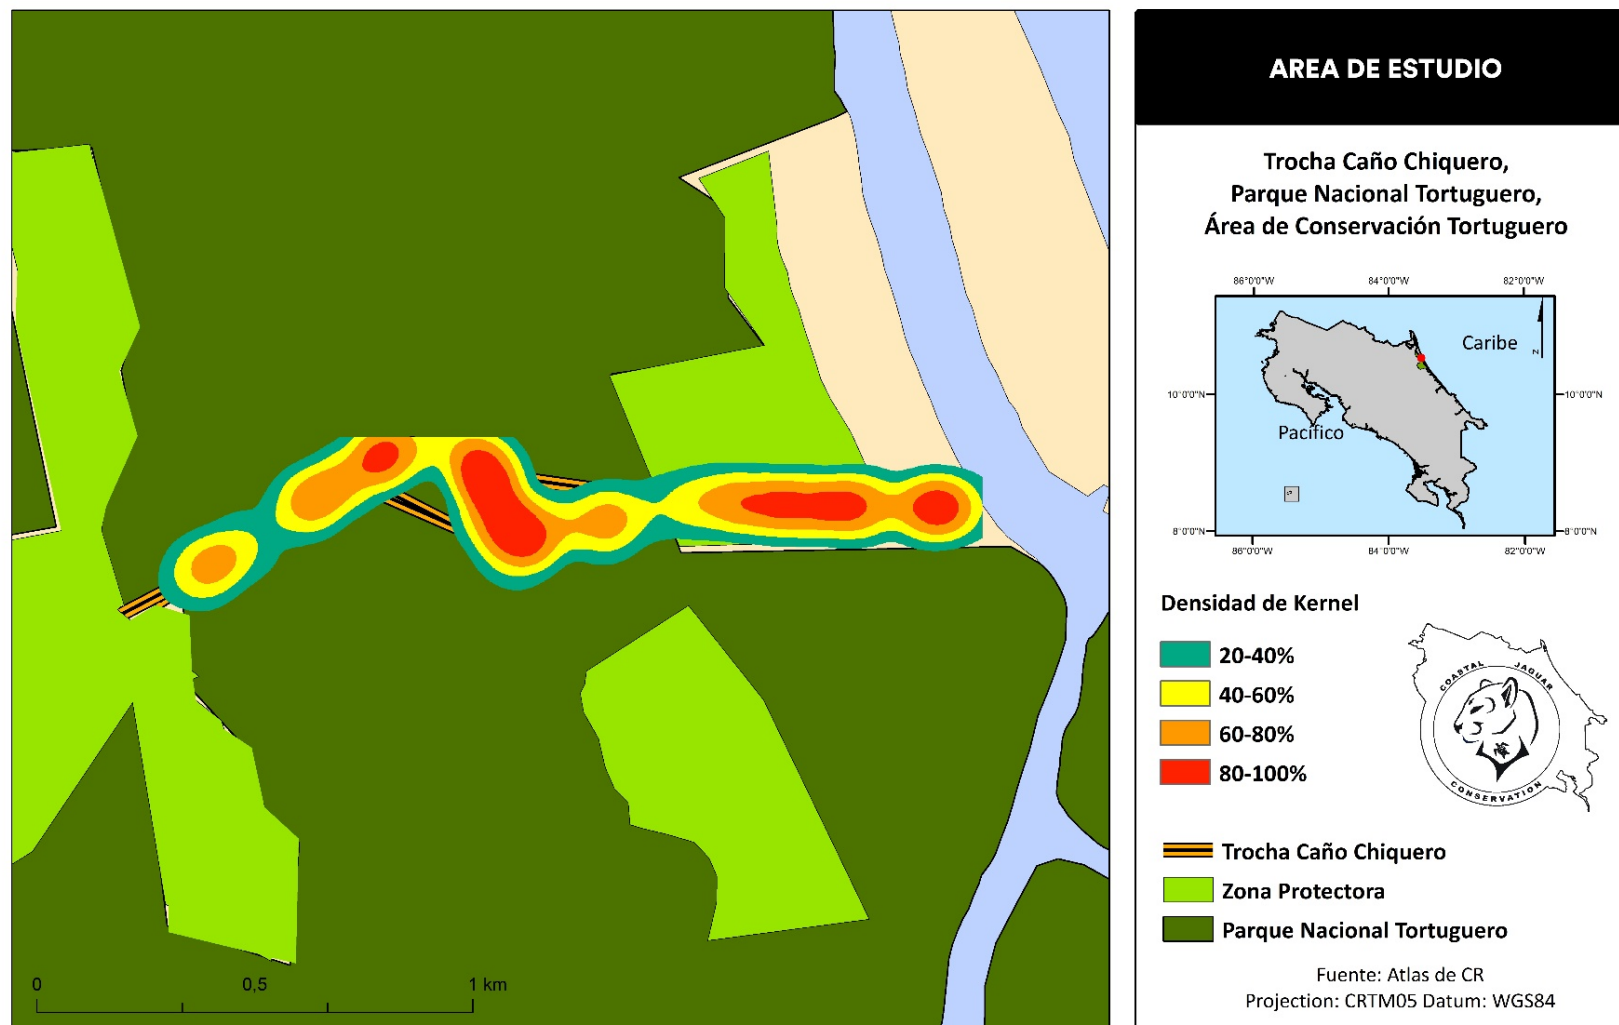 AREA DE ESTUDIO
Trocha Caño Chiquero,
Parque Nacional Tortuguero,
Área de Conservación Tortuguero
86°0'0"W 84°0'0"W 82°0'0"W
Caribe
N
10°0'0"N 10°0'0"N
Pacífico
8°0'0"N 8°0'0"N
86°0'0"W 84°0'0"W 82°0'0"W
Densidad de Kernel
20-40%
40-60%
60-80%
80-100%
COASTAL JAGUAR
CONSERVATION
Trocha Caño Chiquero
Zona Protectora
Parque Nacional Tortuguero
Fuente: Atlas de CR
Projection: CRTM05 Datum: WGS84
0 0,5 1 km